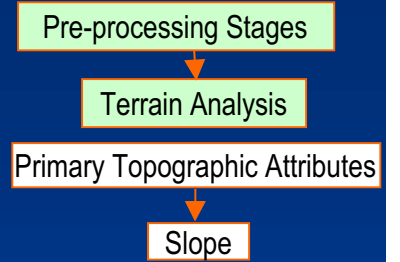 Pre-processing Stages
Terrain Analysis
Primary Topographic Attributes
Slope